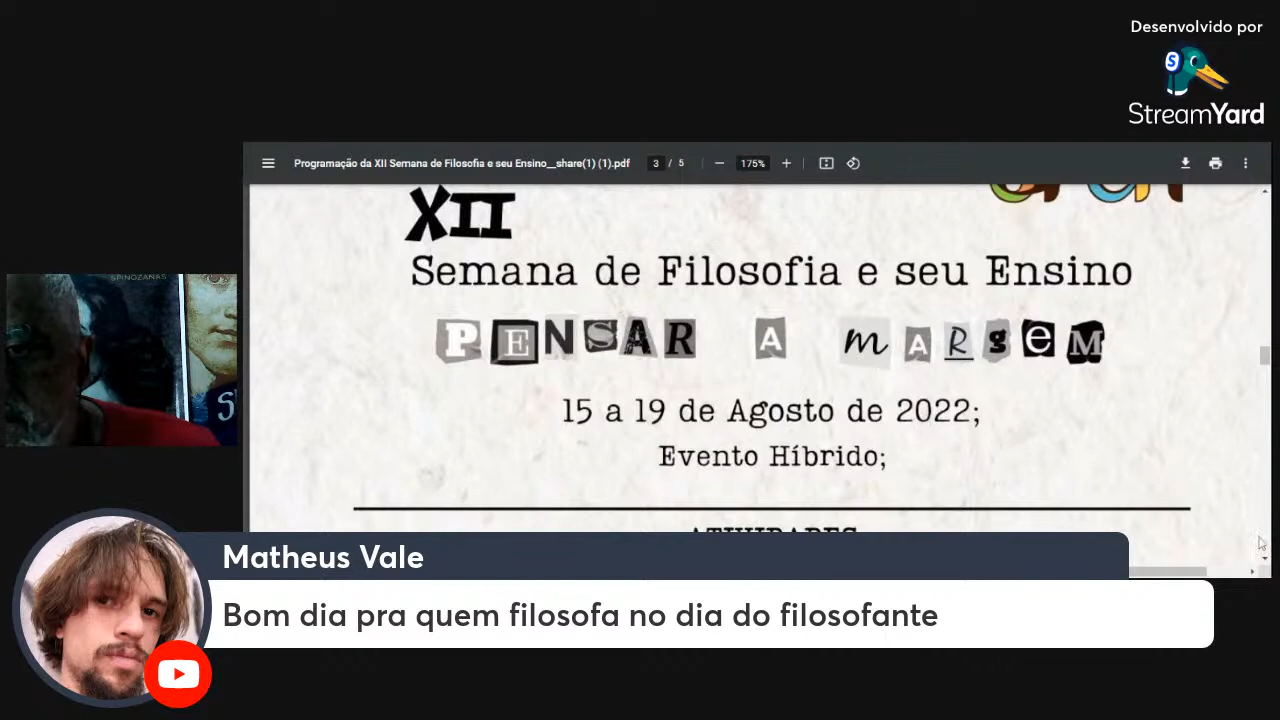 Desenvolvido por
StreamYard
Programação da XII Semana de Filosofia e seu Ensino__share(1) (1).pdf 3 / 5 175%
XII
Semana de Filosofia e seu Ensino
PENSAR A mARgeM
15 a 19 de Agosto de 2022;
Evento Híbrido;
ATIVIDADES
SPINOZANAS
S
Matheus Vale
Bom dia pra quem filosofa no dia do filosofante